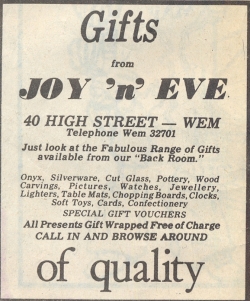 Gifts
from
JOY 'n' EVE
40 HIGH STREET — WEM
Telephone Wem 32701
Just look at the Fabulous Range of Gifts
available from our "Back Room."
Onyx, Silverware, Cut Glass, Pottery, Wood
Carvings, Pictures, Watches, Jewellery,
Lighters, Table Mats, Chopping Boards, Clocks,
Soft Toys, Cards, Confectionery
SPECIAL GIFT VOUCHERS
All Presents Gift Wrapped Free of Charge
CALL IN AND BROWSE AROUND
of quality